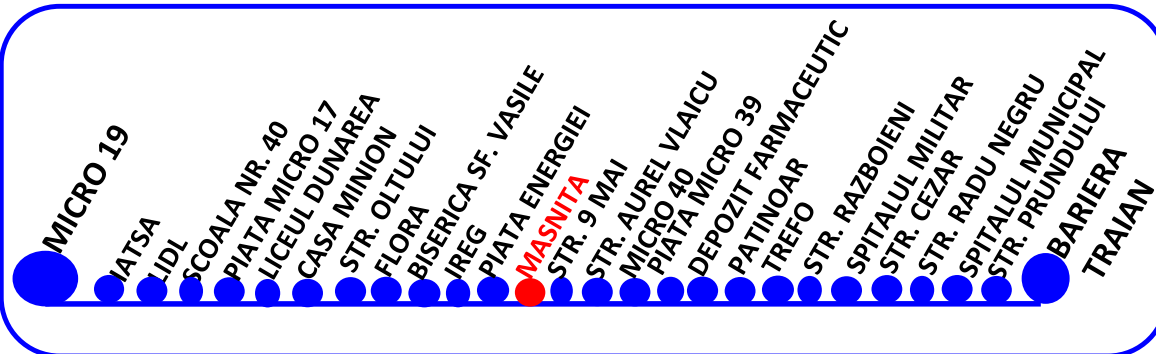 MICRO 19
IATSA
LIDL
SCOALA NR. 40
PIATA MICRO 17
LICEUL DUNAREA
CASA MINION
STR. OLTULUI
FLORA
BISERICA SF. VASILE
IREG
PIATA ENERGIEI
MASNITA
STR. 9 MAI
STR. AUREL VLAICU
MICRO 40
PIATA MICRO 39
DEPOZIT FARMACEUTIC
PATINOAR
TREFO
STR. RAZBOIENI
SPITALUL MILITAR
STR. CEZAR
STR. RADU NEGRU
SPITALUL MUNICIPAL
STR. PRUNDULUI
BARIERA
TRAIAN